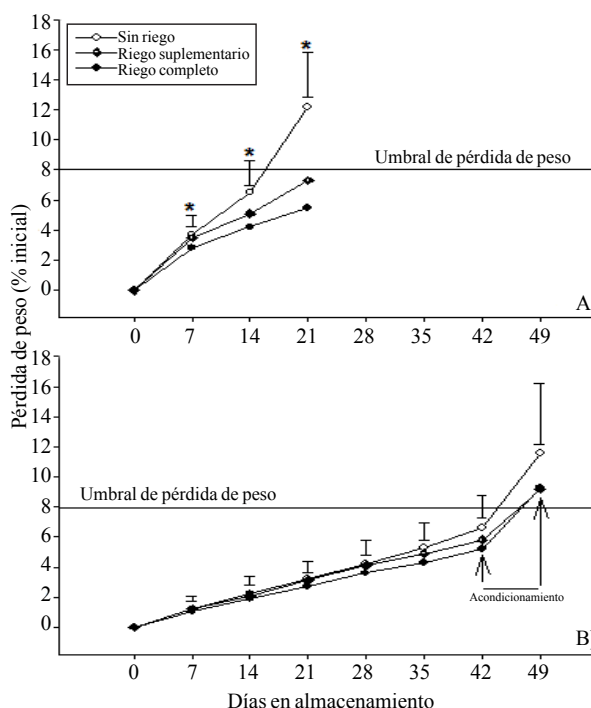 18
16
14
12
10
8
6
4
2
0
Sin riego
Riego suplementario
Riego completo
*
*
*
Umbral de pérdida de peso
A
0 7 14 21 28 35 42 49
Pérdida de peso (% inicial)
18
16
14
12
10
8
6
4
2
0
Umbral de pérdida de peso
Acondicionamiento
B)
0 7 14 21 28 35 42 49
Días en almacenamiento